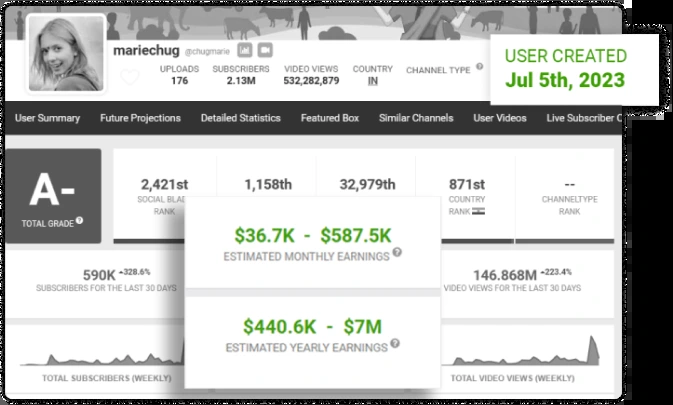 mariechug @chugmarie
USER CREATED
Jul 5th, 2023
UPLOADS SUBSCRIBERS VIDEO VIEWS COUNTRY CHANNEL TYPE
176 2.13M 532,282,879 IN
User Summary Future Projections Detailed Statistics Featured Box Similar Channels User Videos Live Subscriber
A-
TOTAL GRADE
2,421st 1,158th 32,979th 871st --
SOCIAL COUNTRY CHANNELTYPE
RANK RANK RANK
$36.7K - $587.5K
ESTIMATED MONTHLY EARNINGS
590K 328.6%
SUBSCRIBERS FOR THE LAST 30 DAYS
146.868M 223.4%
VIDEO VIEWS FOR THE LAST 30 DAYS
$440.6K - $7M
ESTIMATED YEARLY EARNINGS
TOTAL SUBSCRIBERS (WEEKLY)
TOTAL VIDEO VIEWS (WEEKLY)